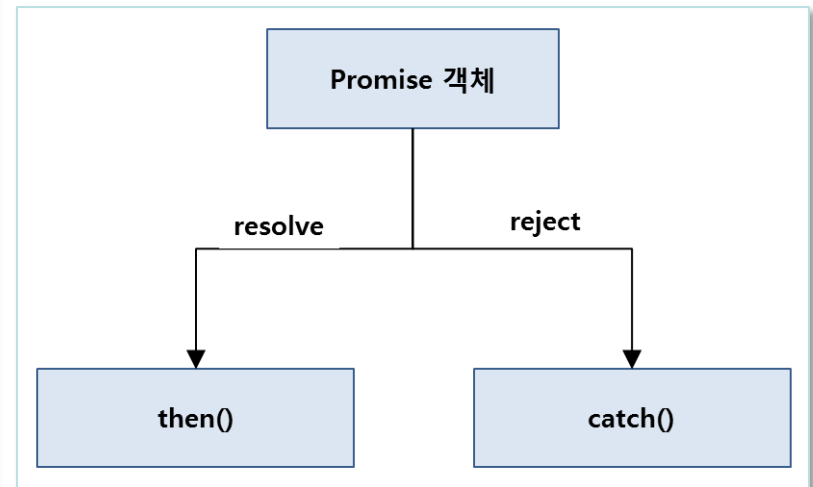 Promise 객체
resolve
reject
then()
catch()